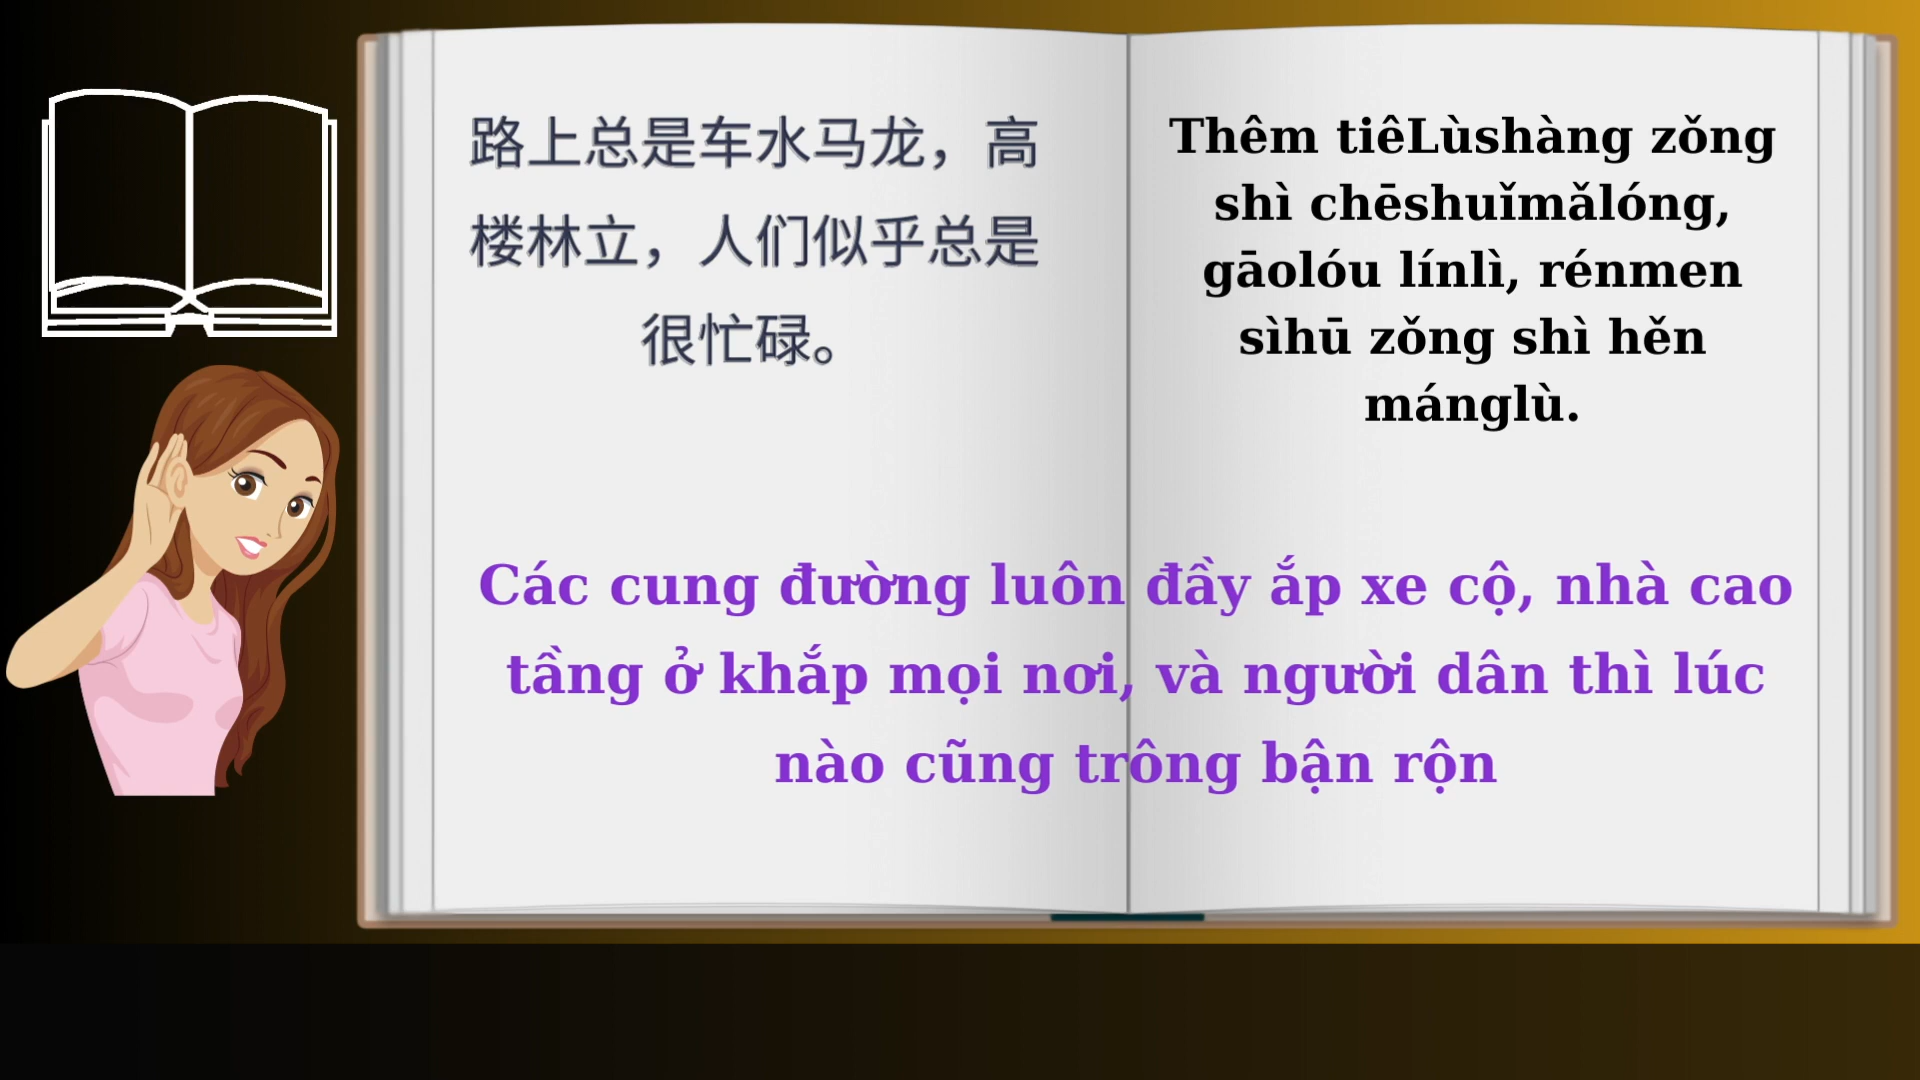 路上总是车水马龙，高
楼林立，人们似乎总是
很忙碌。
Thêm tiêLùshàng zǒng
shì chēshuǐmǎlóng,
gāolóu línlì, rénmen
sìhū zǒng shì hěn
mánglù.
Các cung đường luôn đầy ắp xe cộ, nhà cao
tầng ở khắp mọi nơi, và người dân thì lúc
nào cũng trông bận rộn